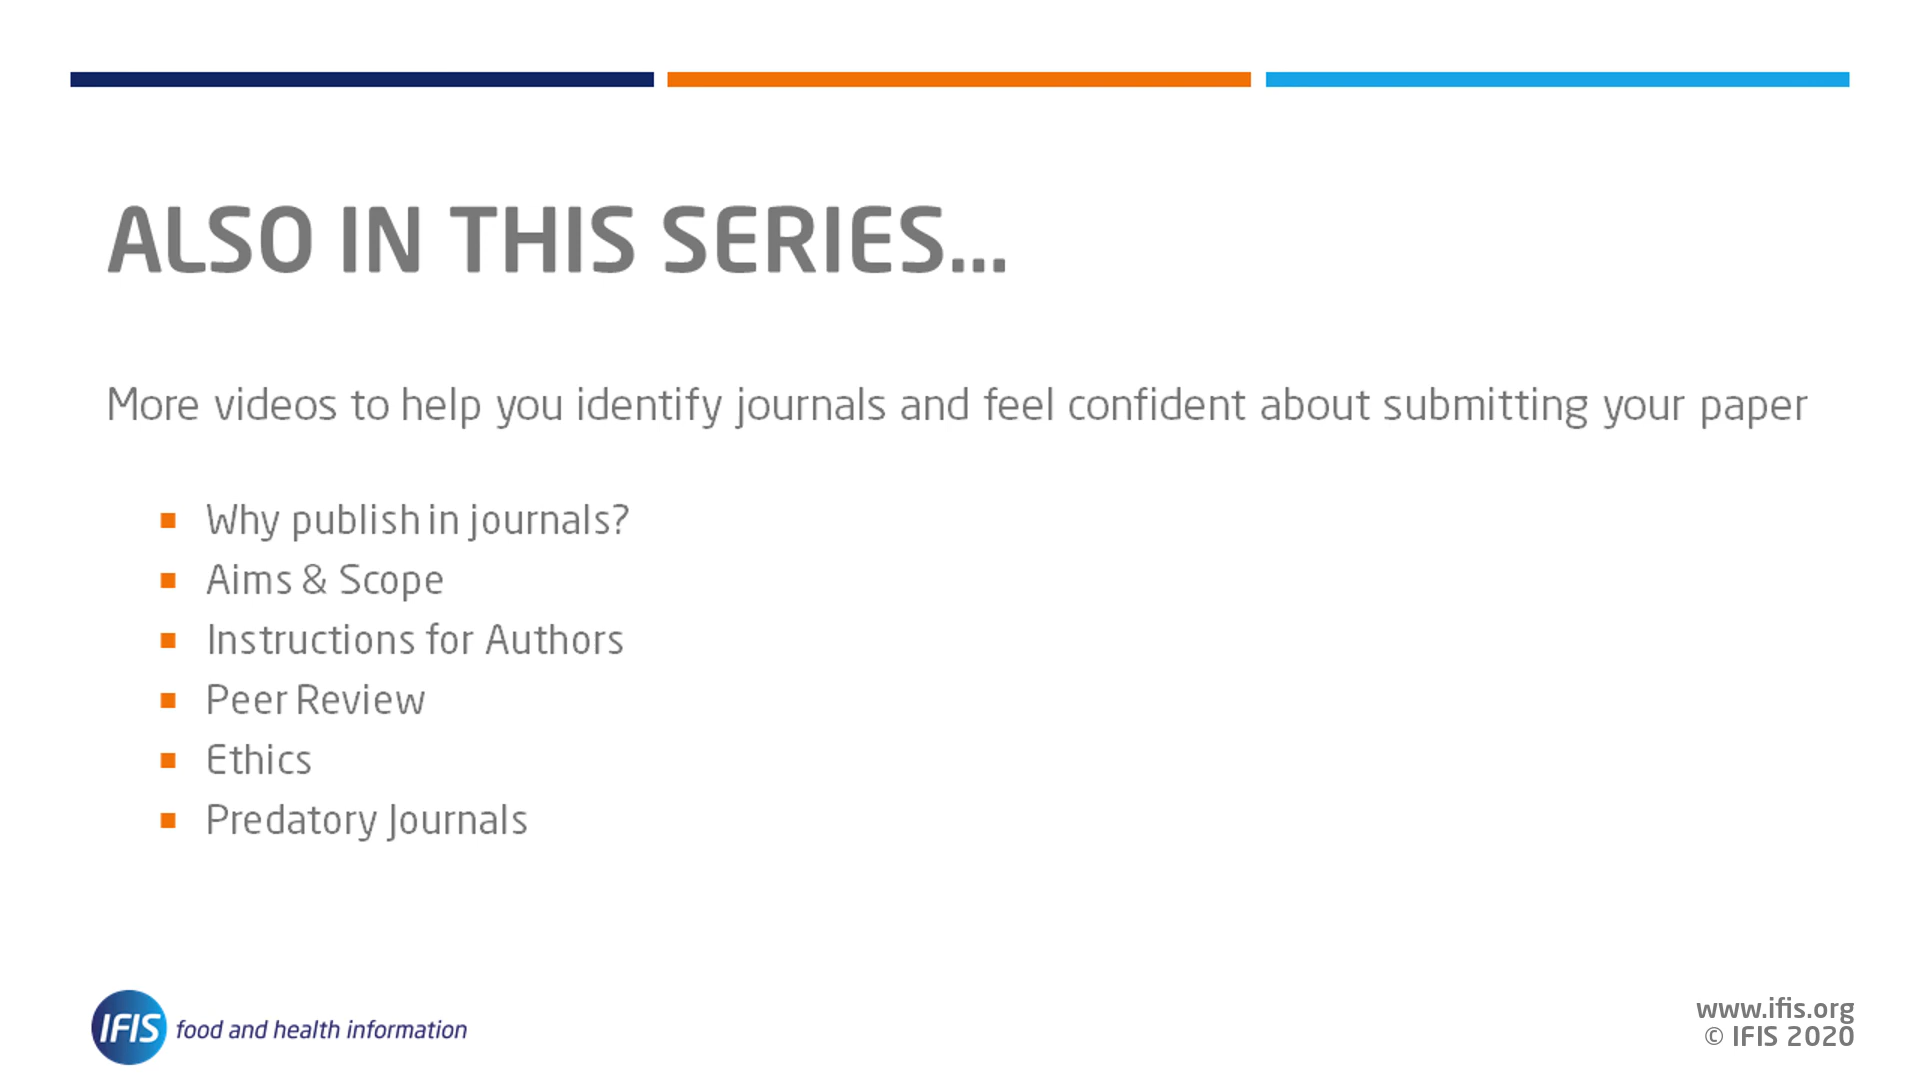 ALSO IN THIS SERIES...
More videos to help you identify journals and feel confident about submitting your paper
Why publish in journals?
Aims & Scope
Instructions for Authors
Peer Review
Ethics
Predatory Journals
IFIS food and health information
www.ifis.org
© IFIS 2020